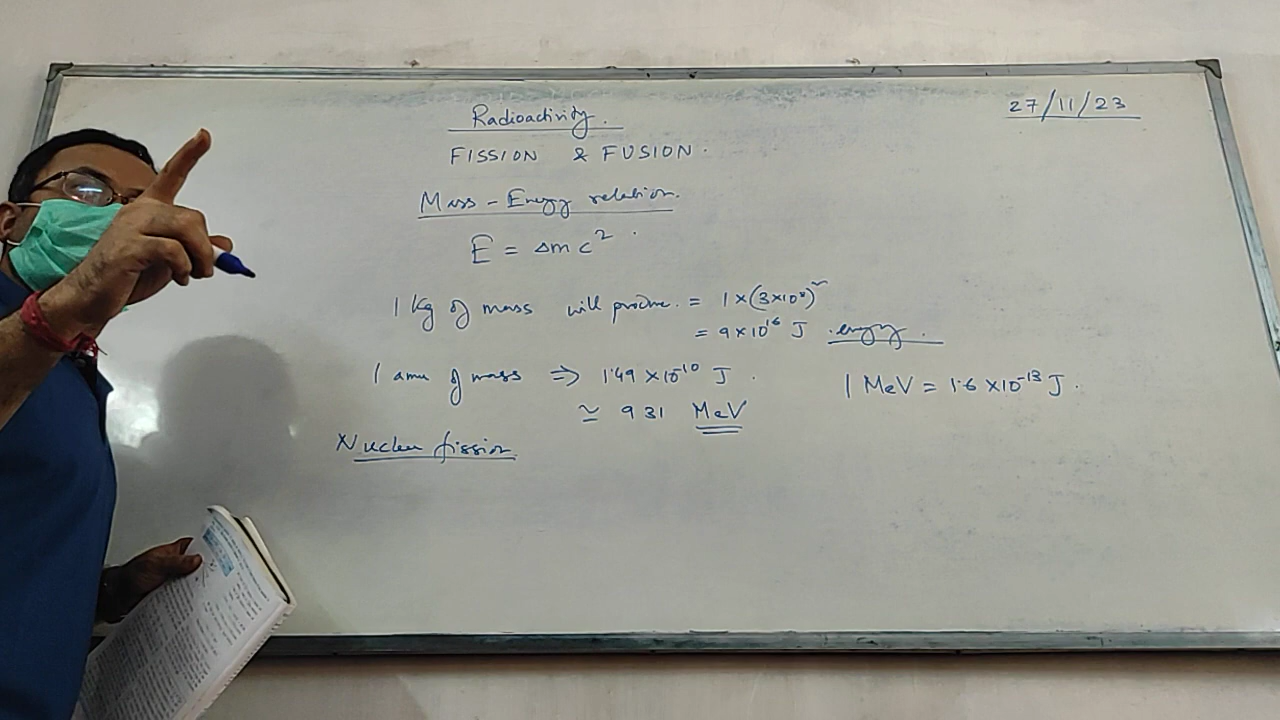 27/11/23
Radioactivity.
FISSION & FUSION.
Mass - Energy relation.
E = Δmc²
1 Kg of mass will produce. = 1×(3×10⁸)²
= 9×10¹⁶ J energy.
1 amu of mass ⇒ 1.49 ×10⁻¹⁰ J. 1 MeV = 1.6 ×10⁻¹³ J.
≃ 931 MeV
Nuclear fission